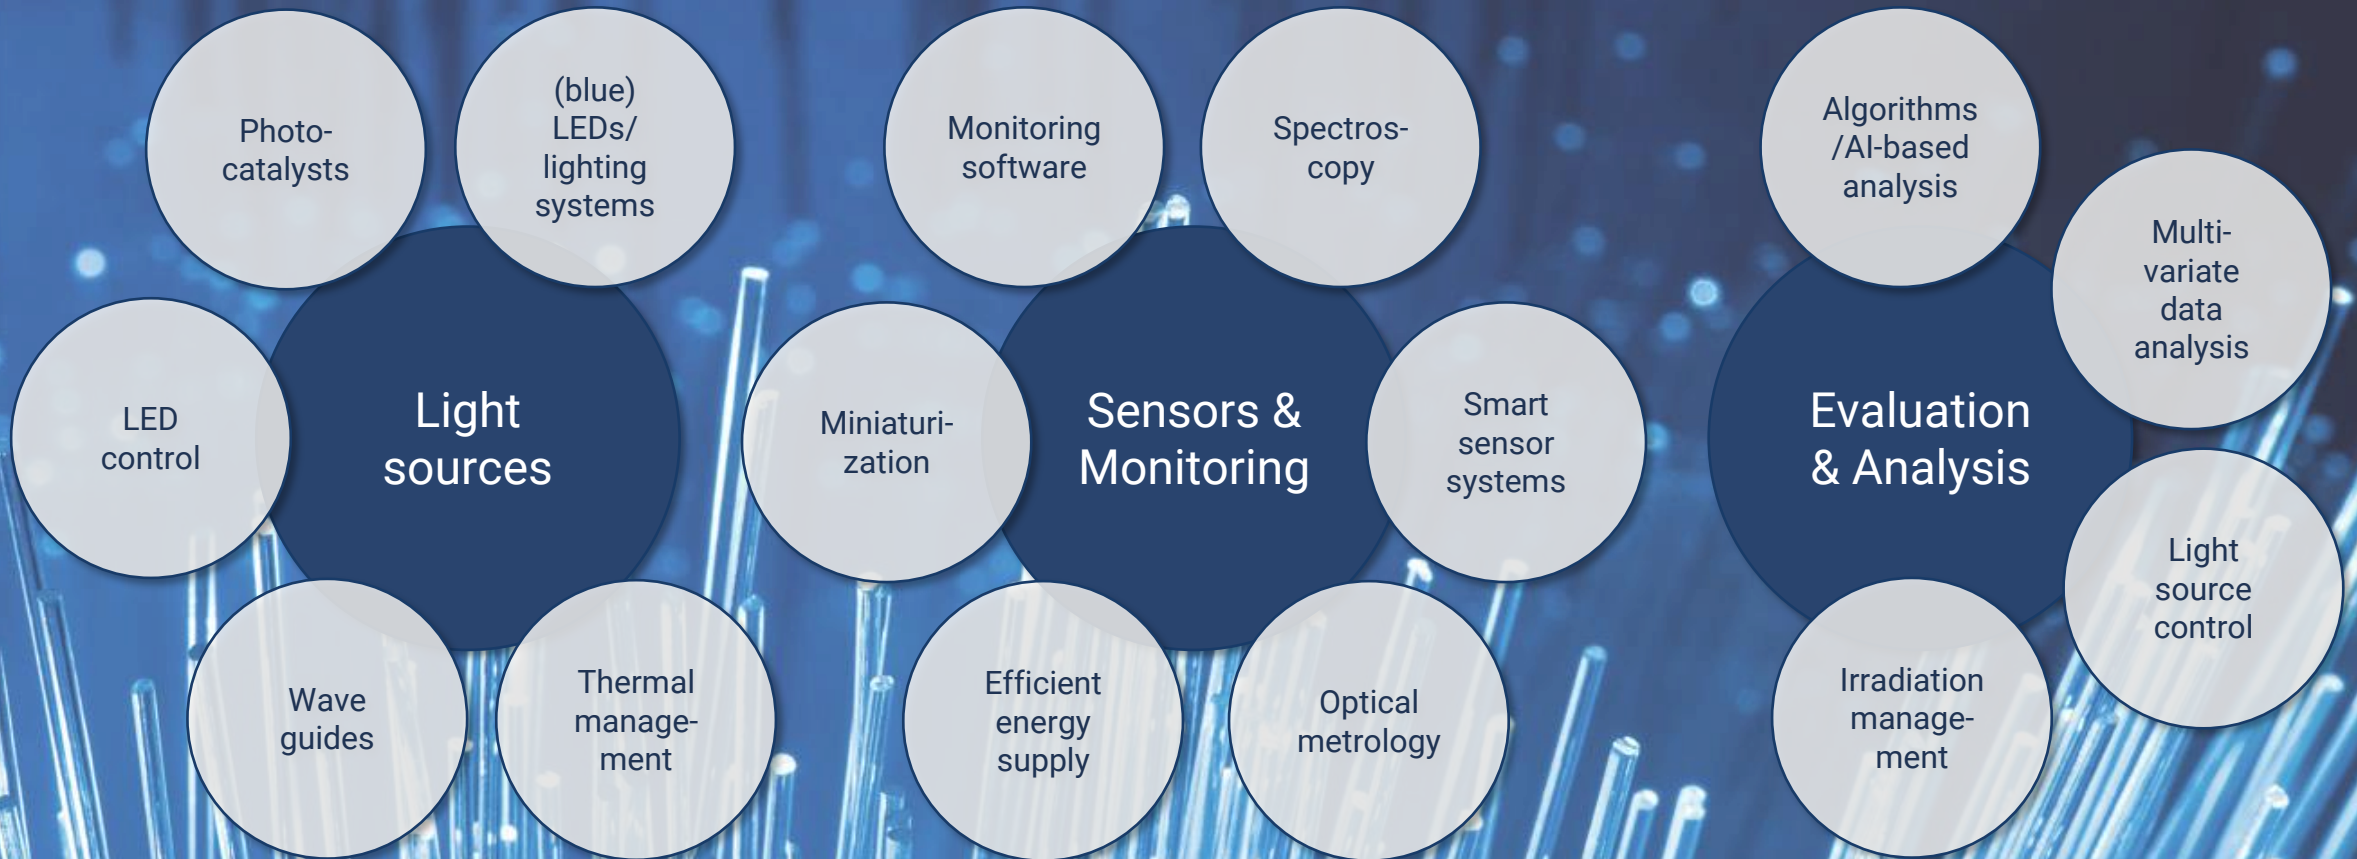 Photo-
catalysts
(blue)
LEDs/
lighting
systems
LED
control
Light
sources
Wave
guides
Thermal
manage-
ment
Monitoring
software
Spectros-
copy
Miniaturi-
zation
Sensors &
Monitoring
Smart
sensor
systems
Efficient
energy
supply
Optical
metrology
Algorithms
/AI-based
analysis
Multi-
variate
data
analysis
Evaluation
& Analysis
Light
source
control
Irradiation
manage-
ment